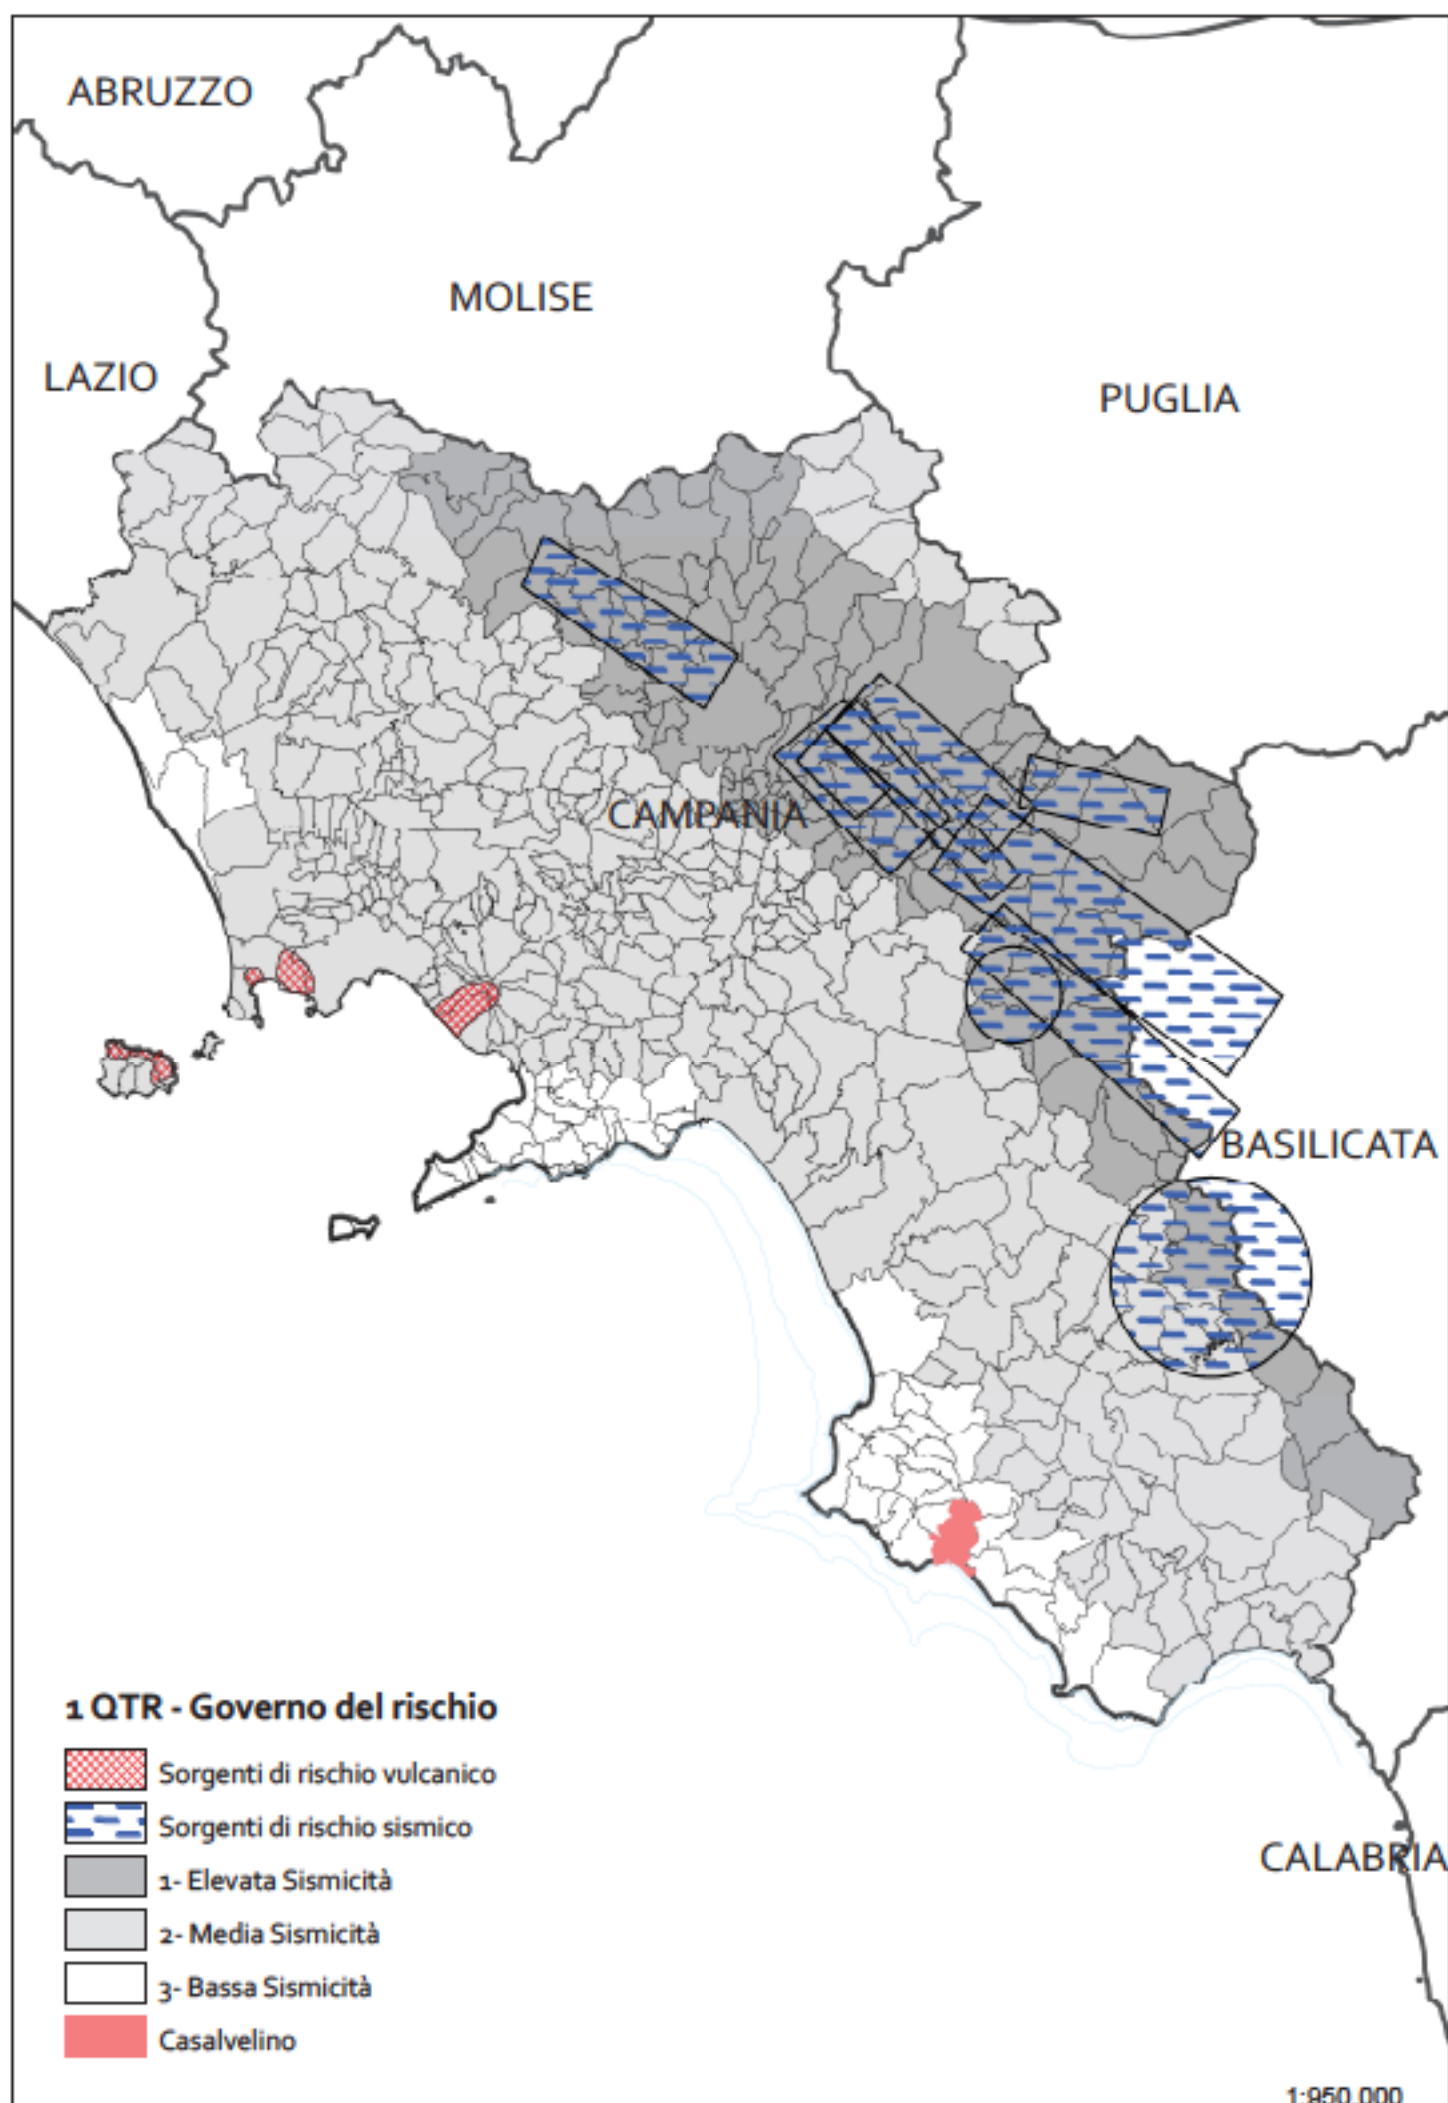 ABRUZZO
MOLISE
LAZIO
PUGLIA
CAMPANIA
BASILICATA
CALABRIA
1 QTR - Governo del rischio
Sorgenti di rischio vulcanico
Sorgenti di rischio sismico
1- Elevata Sismicità
2- Media Sismicità
3- Bassa Sismicità
Casalvelino
1:950.000